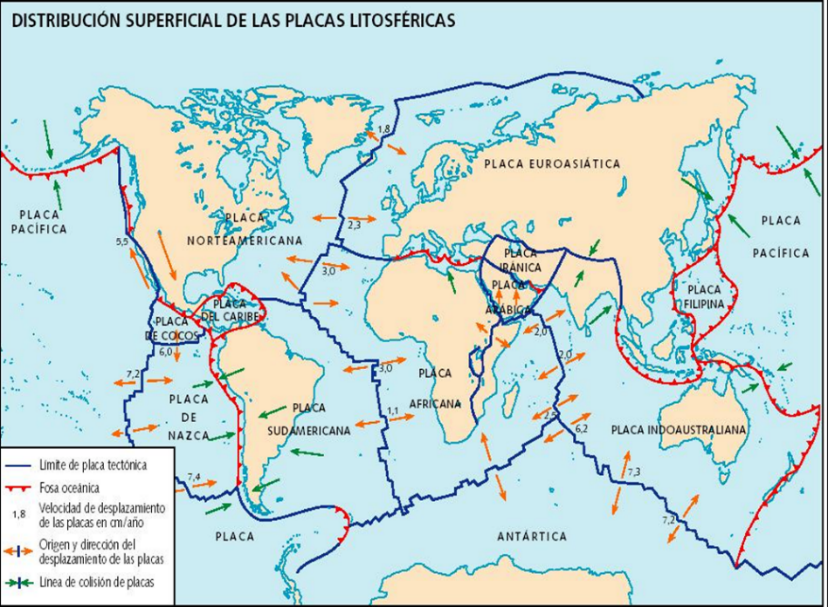 DISTRIBUCIÓN SUPERFICIAL DE LAS PLACAS LITOSFÉRICAS
1,8
PLACA EUROASIÁTICA
PLACA
PACÍFICA
PLACA
NORTEAMERICANA
2,3
5,5
3,0
PLACA
IRÁNICA
PLACA
ARÁBICA
PLACA
PACÍFICA
PLACA
FILIPINA
PLACA
DEL CARIBE
PLACA
DE COCOS
6,0
7,2
2,0
2,0
3,0
1,1
PLACA
AFRICANA
PLACA
DE
NAZCA
PLACA
SUDAMERICANA
2,5
6,2
PLACA INDOAUSTRALIANA
7,3
7,2
7,4
PLACA
ANTÁRTICA
Límite de placa tectónica
Fosa oceánica
1,8
Velocidad de desplazamiento
de las placas en cm/año
Origen y dirección del
desplazamiento de las placas
Línea de colisión de placas